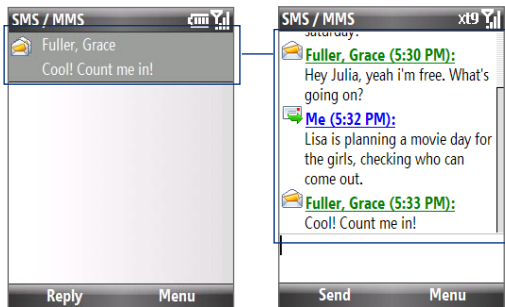 SMS / MMS
Fuller, Grace
Cool! Count me in!
Reply Menu
SMS / MMS xt9
saturday?
Fuller, Grace (5:30 PM):
Hey Julia, yeah i'm free. What's
going on?
Me (5:32 PM):
Lisa is planning a movie day for
the girls, checking who can
come out.
Fuller, Grace (5:33 PM):
Cool! Count me in!
Send Menu